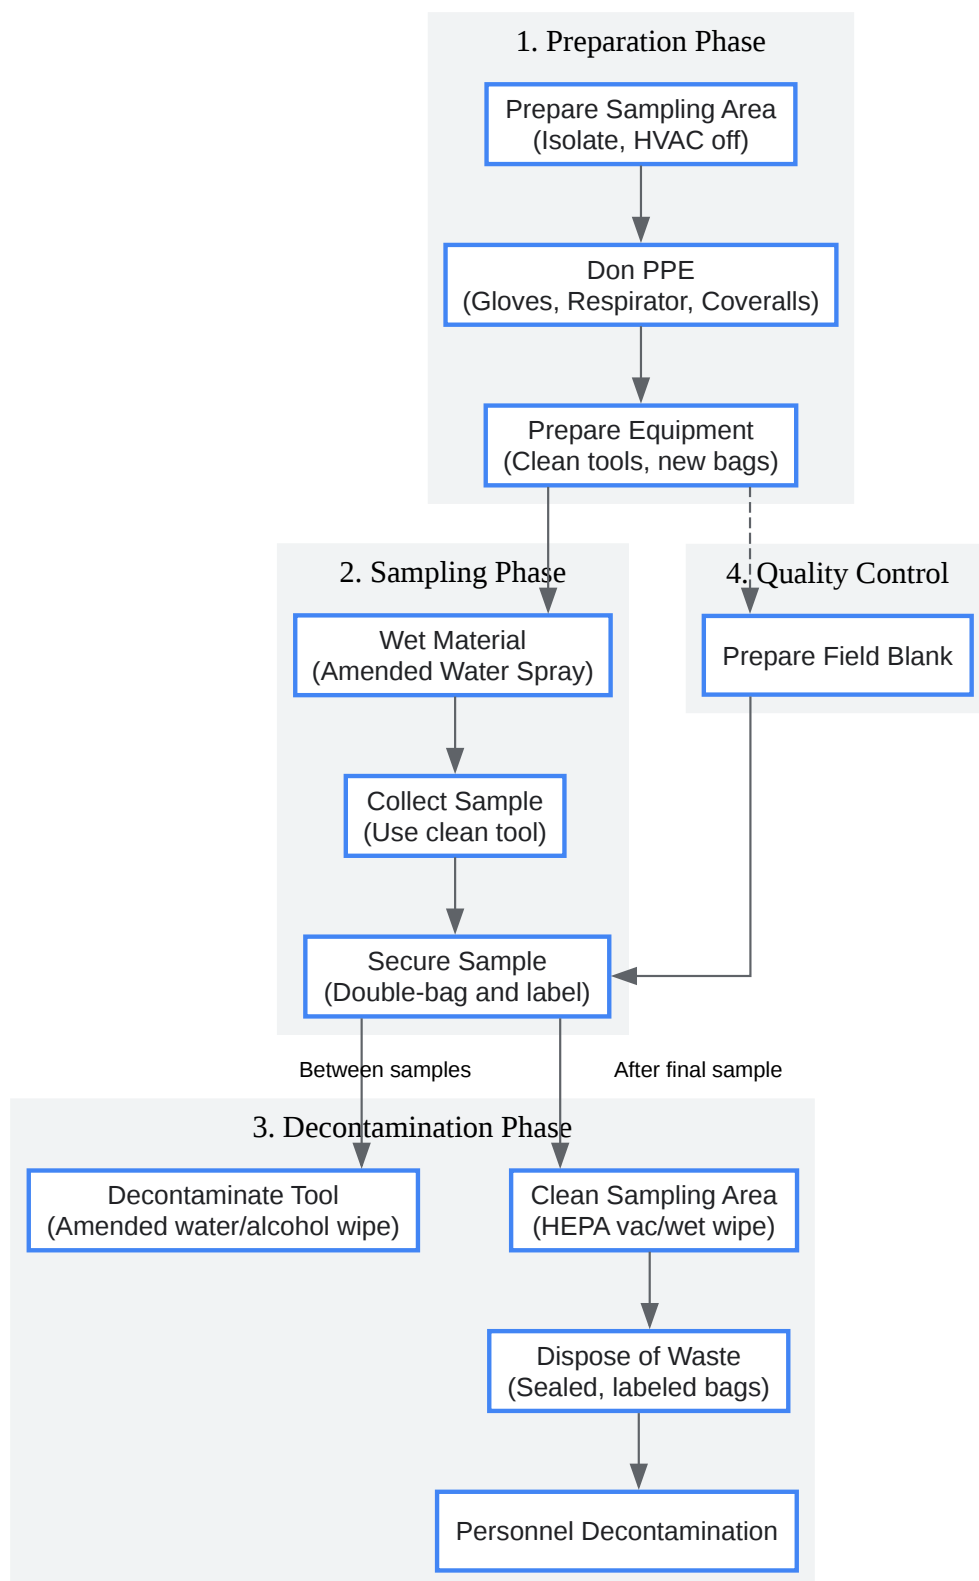 1. Preparation Phase
Prepare Sampling Area
(Isolate, HVAC off)
Don PPE
(Gloves, Respirator, Coveralls)
Prepare Equipment
(Clean tools, new bags)
2. Sampling Phase
4. Quality Control
Wet Material
(Amended Water Spray)
Prepare Field Blank
Collect Sample
(Use clean tool)
Secure Sample
(Double-bag and label)
Between samples
After final sample
3. Decontamination Phase
Decontaminate Tool
(Amended water/alcohol wipe)
Clean Sampling Area
(HEPA vac/wet wipe)
Dispose of Waste
(Sealed, labeled bags)
Personnel Decontamination